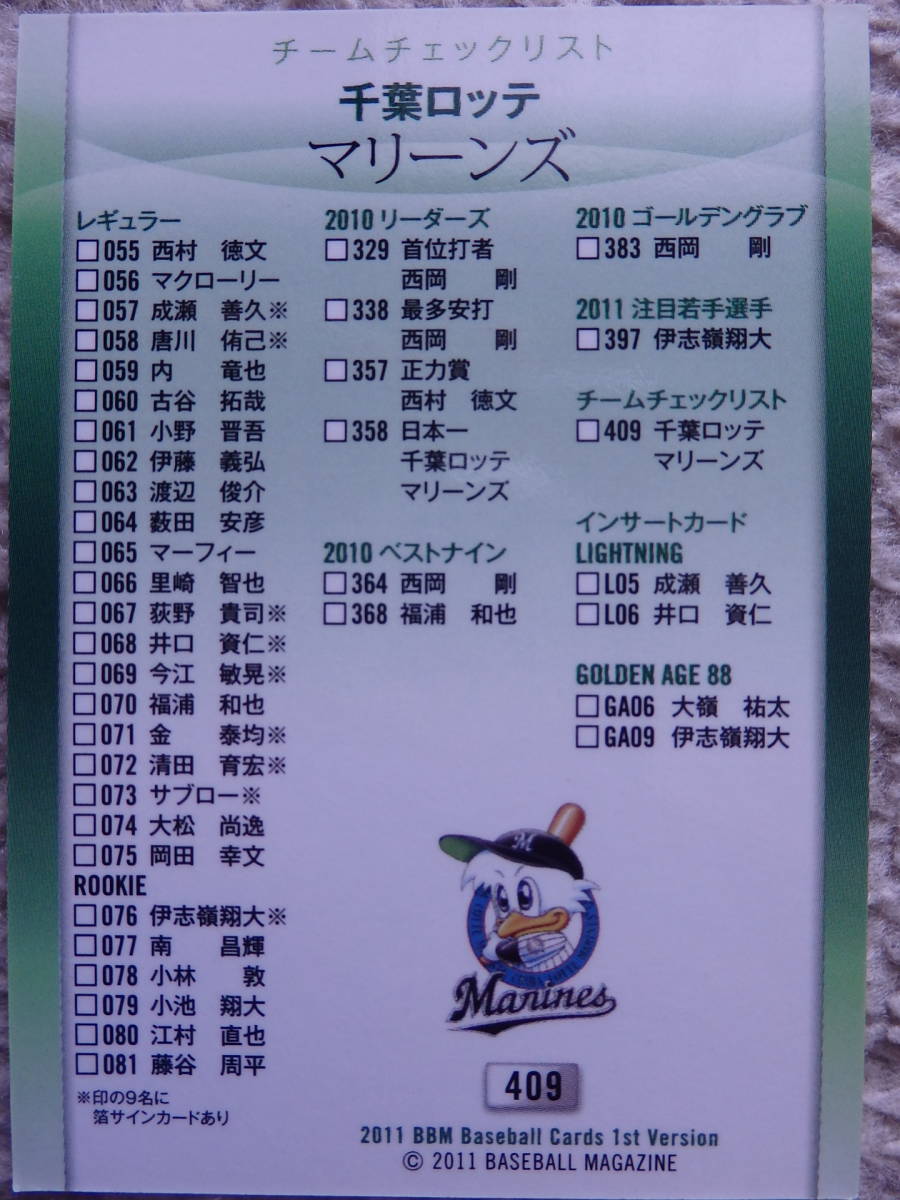 チームチェックリスト
千葉ロッテ
マリーンズ
レギュラー
□055 西村 徳文
□056 マクローリー
□057 成瀬 善久※
□058 唐川 侑己※
□059 内 竜也
□060 古谷 拓哉
□061 小野 晋吾
□062 伊藤 義弘
□063 渡辺 俊介
□064 薮田 安彦
□065 マーフィー
□066 里崎 智也
□067 荻野 貴司※
□068 井口 資仁※
□069 今江 敏晃※
□070 福浦 和也
□071 金 泰均※
□072 清田 育宏※
□073 サブロー※
□074 大松 尚逸
□075 岡田 幸文
ROOKIE
□076 伊志嶺翔大※
□077 南 昌輝
□078 小林 敦
□079 小池 翔大
□080 江村 直也
□081 藤谷 周平
※印の9名に
箔サインカードあり
2010 リーダーズ
□329 首位打者
西岡 剛
□338 最多安打
西岡 剛
□357 正力賞
西村 徳文
□358 日本一
千葉ロッテ
マリーンズ
2010 ベストナイン
□364 西岡 剛
□368 福浦 和也
2010 ゴールデングラブ
□383 西岡 剛
2011 注目若手選手
□397 伊志嶺翔大
チームチェックリスト
□409 千葉ロッテ
マリーンズ
インサートカード
LIGHTNING
□L05 成瀬 善久
□L06 井口 資仁
GOLDEN AGE 88
□GA06 大嶺 祐太
□GA09 伊志嶺翔大
M
Marines
409
2011 BBM Baseball Cards 1st Version
© 2011 BASEBALL MAGAZINE